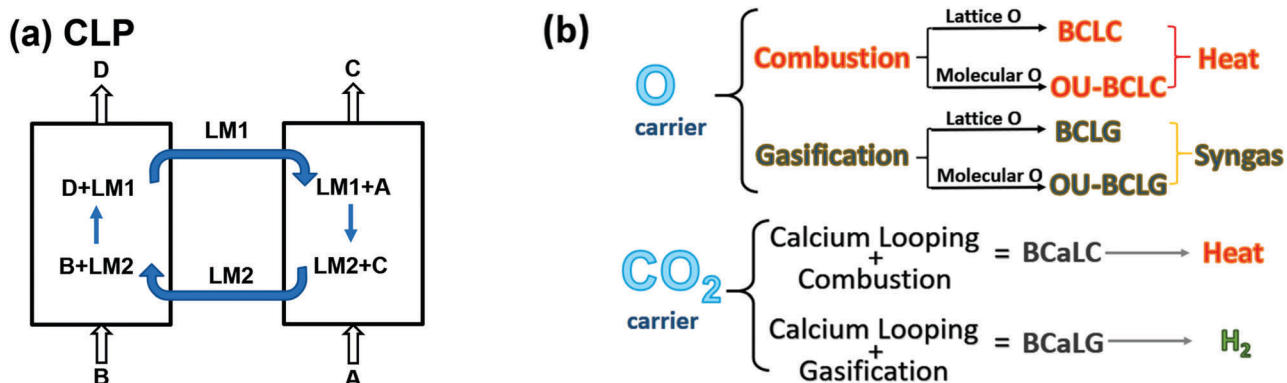 (a) CLP
D
C
LM1
D+LM1
LM1+A
B+LM2
LM2+C
LM2
B
A
(b)
O
carrier
Combustion
Lattice O
BCLC
Molecular O
OU-BCLC
Heat
Gasification
Lattice O
BCLG
Molecular O
OU-BCLG
Syngas
CO₂
carrier
Calcium Looping
+
Combustion
= BCaLC
Heat
Calcium Looping
+
Gasification
= BCaLG
H₂